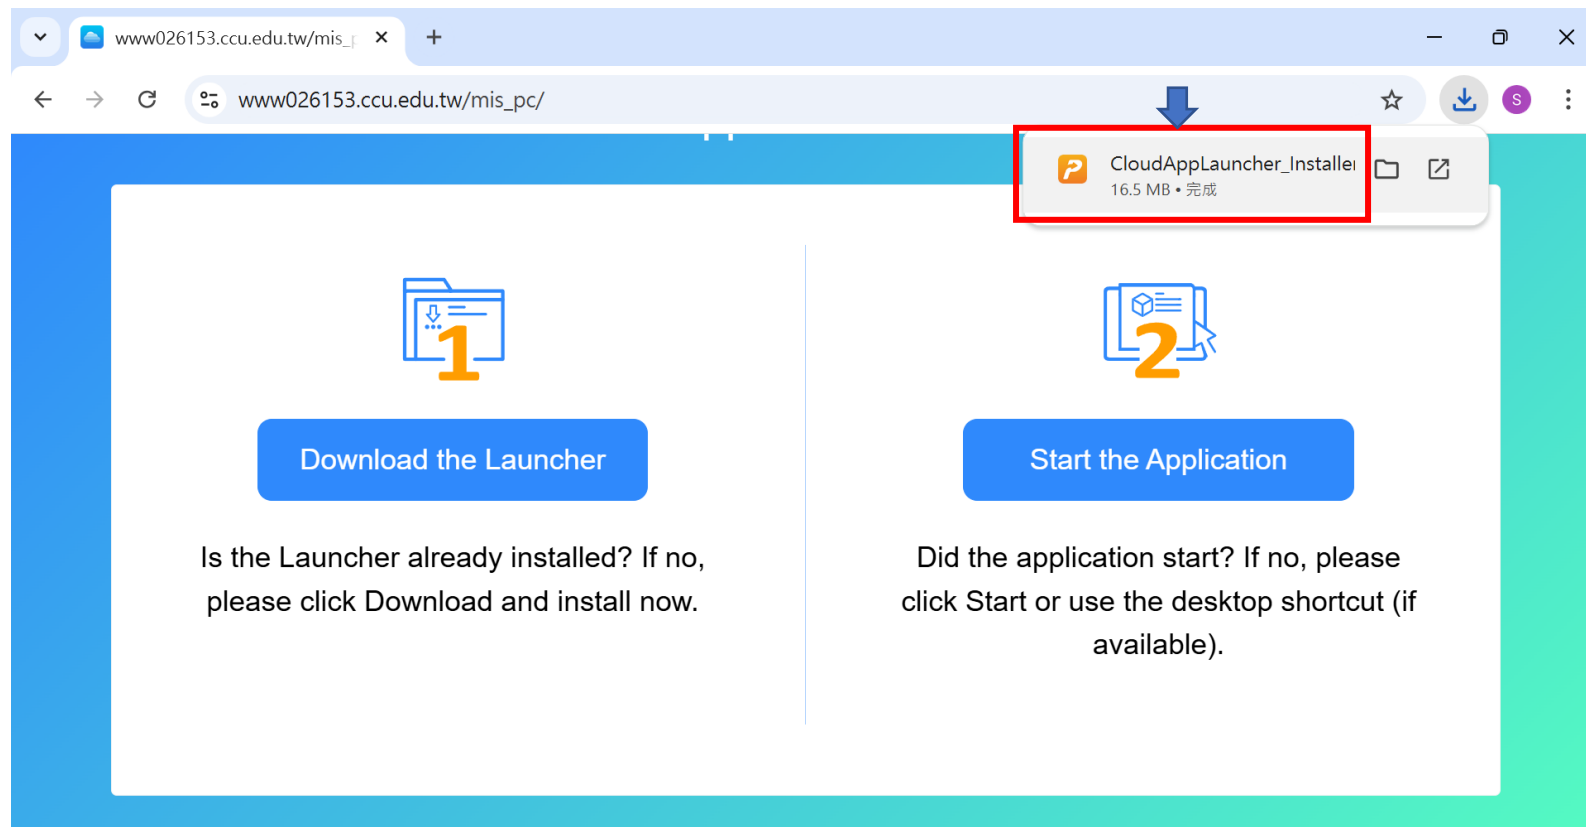 www026153.ccu.edu.tw/mis_p
www026153.ccu.edu.tw/mis_pc/
S
CloudAppLauncher_Installer
16.5 MB • 完成
1
2
Download the Launcher
Start the Application
Is the Launcher already installed? If no,
please click Download and install now.
Did the application start? If no, please
click Start or use the desktop shortcut (if
available).